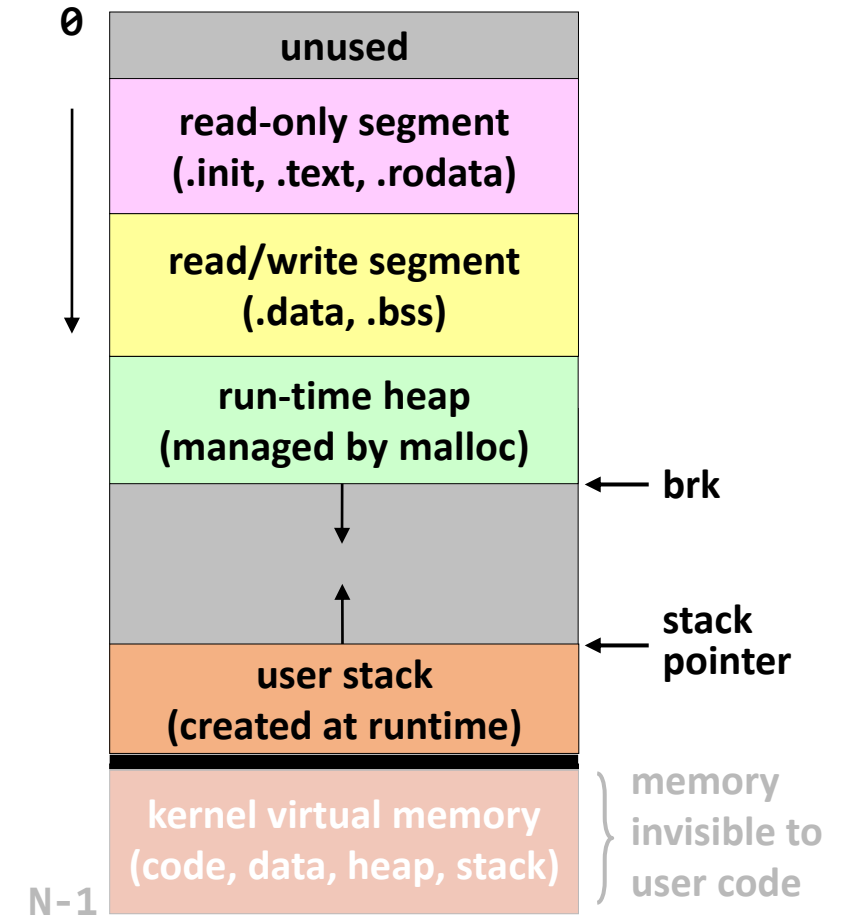 0
unused
read-only segment
(.init, .text, .rodata)
read/write segment
(.data, .bss)
run-time heap
(managed by malloc)
brk
stack
pointer
user stack
(created at runtime)
kernel virtual memory
(code, data, heap, stack)
memory
invisible to
user code
N-1